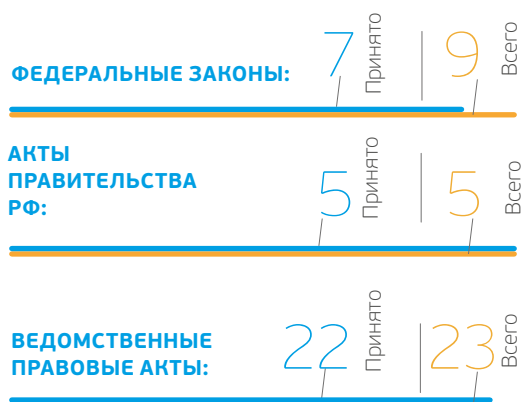 ФЕДЕРАЛЬНЫЕ ЗАКОНЫ: 7 Принято 9 Всего
АКТЫ
ПРАВИТЕЛЬСТВА
РФ: 5 Принято 5 Всего
ВЕДОМСТВЕННЫЕ
ПРАВОВЫЕ АКТЫ: 22 Принято 23 Всего